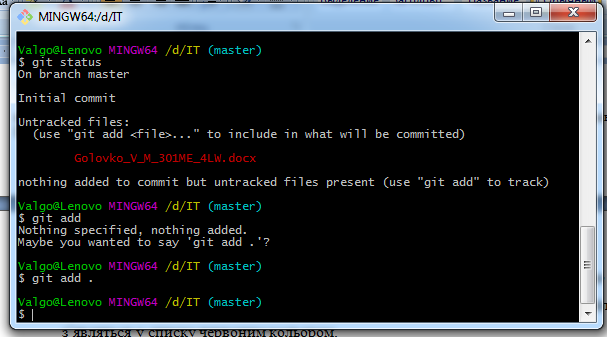 MINGW64:/d/IT
Valgo@Lenovo MINGW64 /d/IT (master)
$ git status
On branch master
Initial commit
Untracked files:
(use "git add <file>..." to include in what will be committed)
Golovko_V_M_301ME_4LW.docx
nothing added to commit but untracked files present (use "git add" to track)
Valgo@Lenovo MINGW64 /d/IT (master)
$ git add
Nothing specified, nothing added.
Maybe you wanted to say 'git add .'?
Valgo@Lenovo MINGW64 /d/IT (master)
$ git add .
Valgo@Lenovo MINGW64 /d/IT (master)
$
з являться у списку червоним кольором.